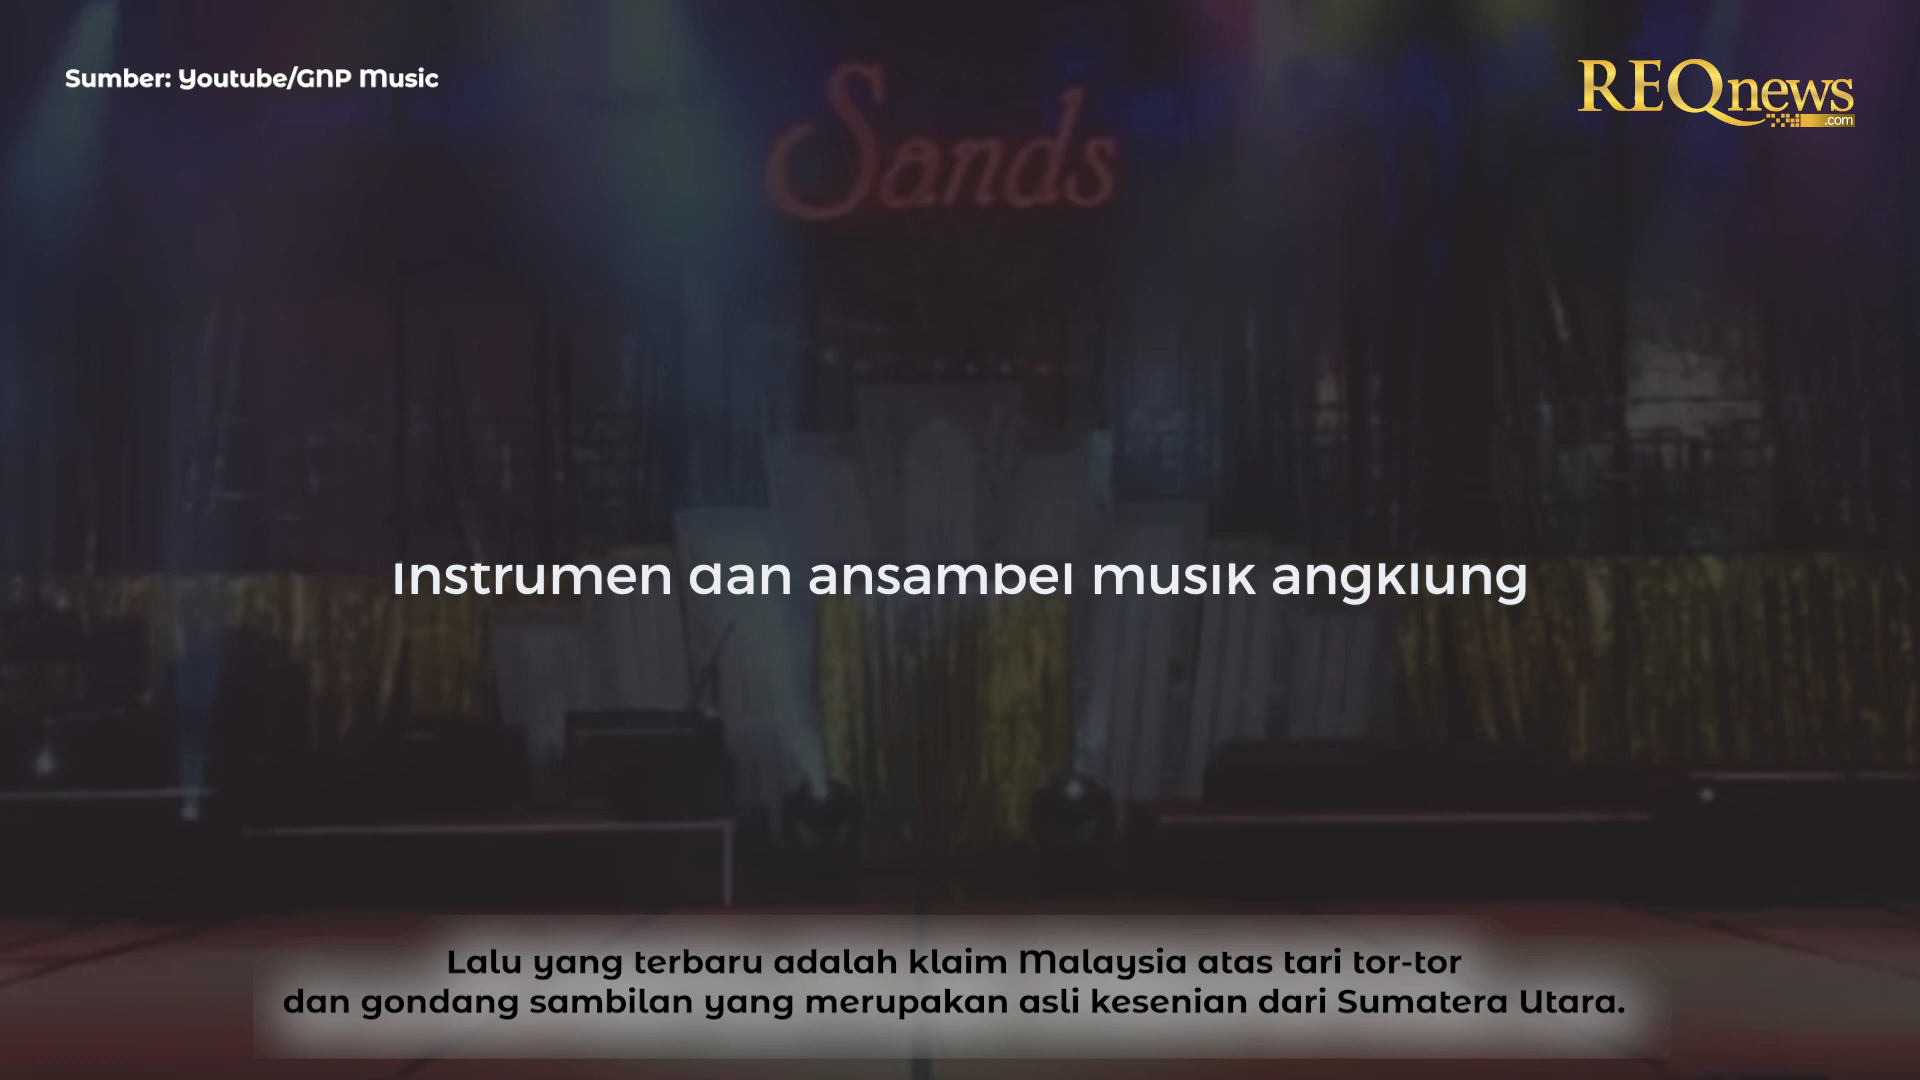 Sumber: Youtube/GNP Music
REQnews
.com
Sands
Instrumen dan ansambel musik angklung
Lalu yang terbaru adalah klaim Malaysia atas tari tor-tor
dan gondang sambilan yang merupakan asli kesenian dari Sumatera Utara.